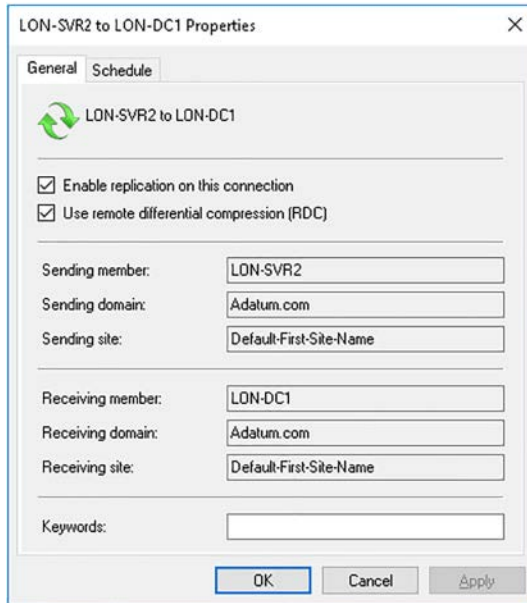 LON-SVR2 to LON-DC1 Properties
General Schedule
LON-SVR2 to LON-DC1
Enable replication on this connection
Use remote differential compression (RDC)
Sending member: LON-SVR2
Sending domain: Adatum.com
Sending site: Default-First-Site-Name
Receiving member: LON-DC1
Receiving domain: Adatum.com
Receiving site: Default-First-Site-Name
Keywords:
OK Cancel Apply